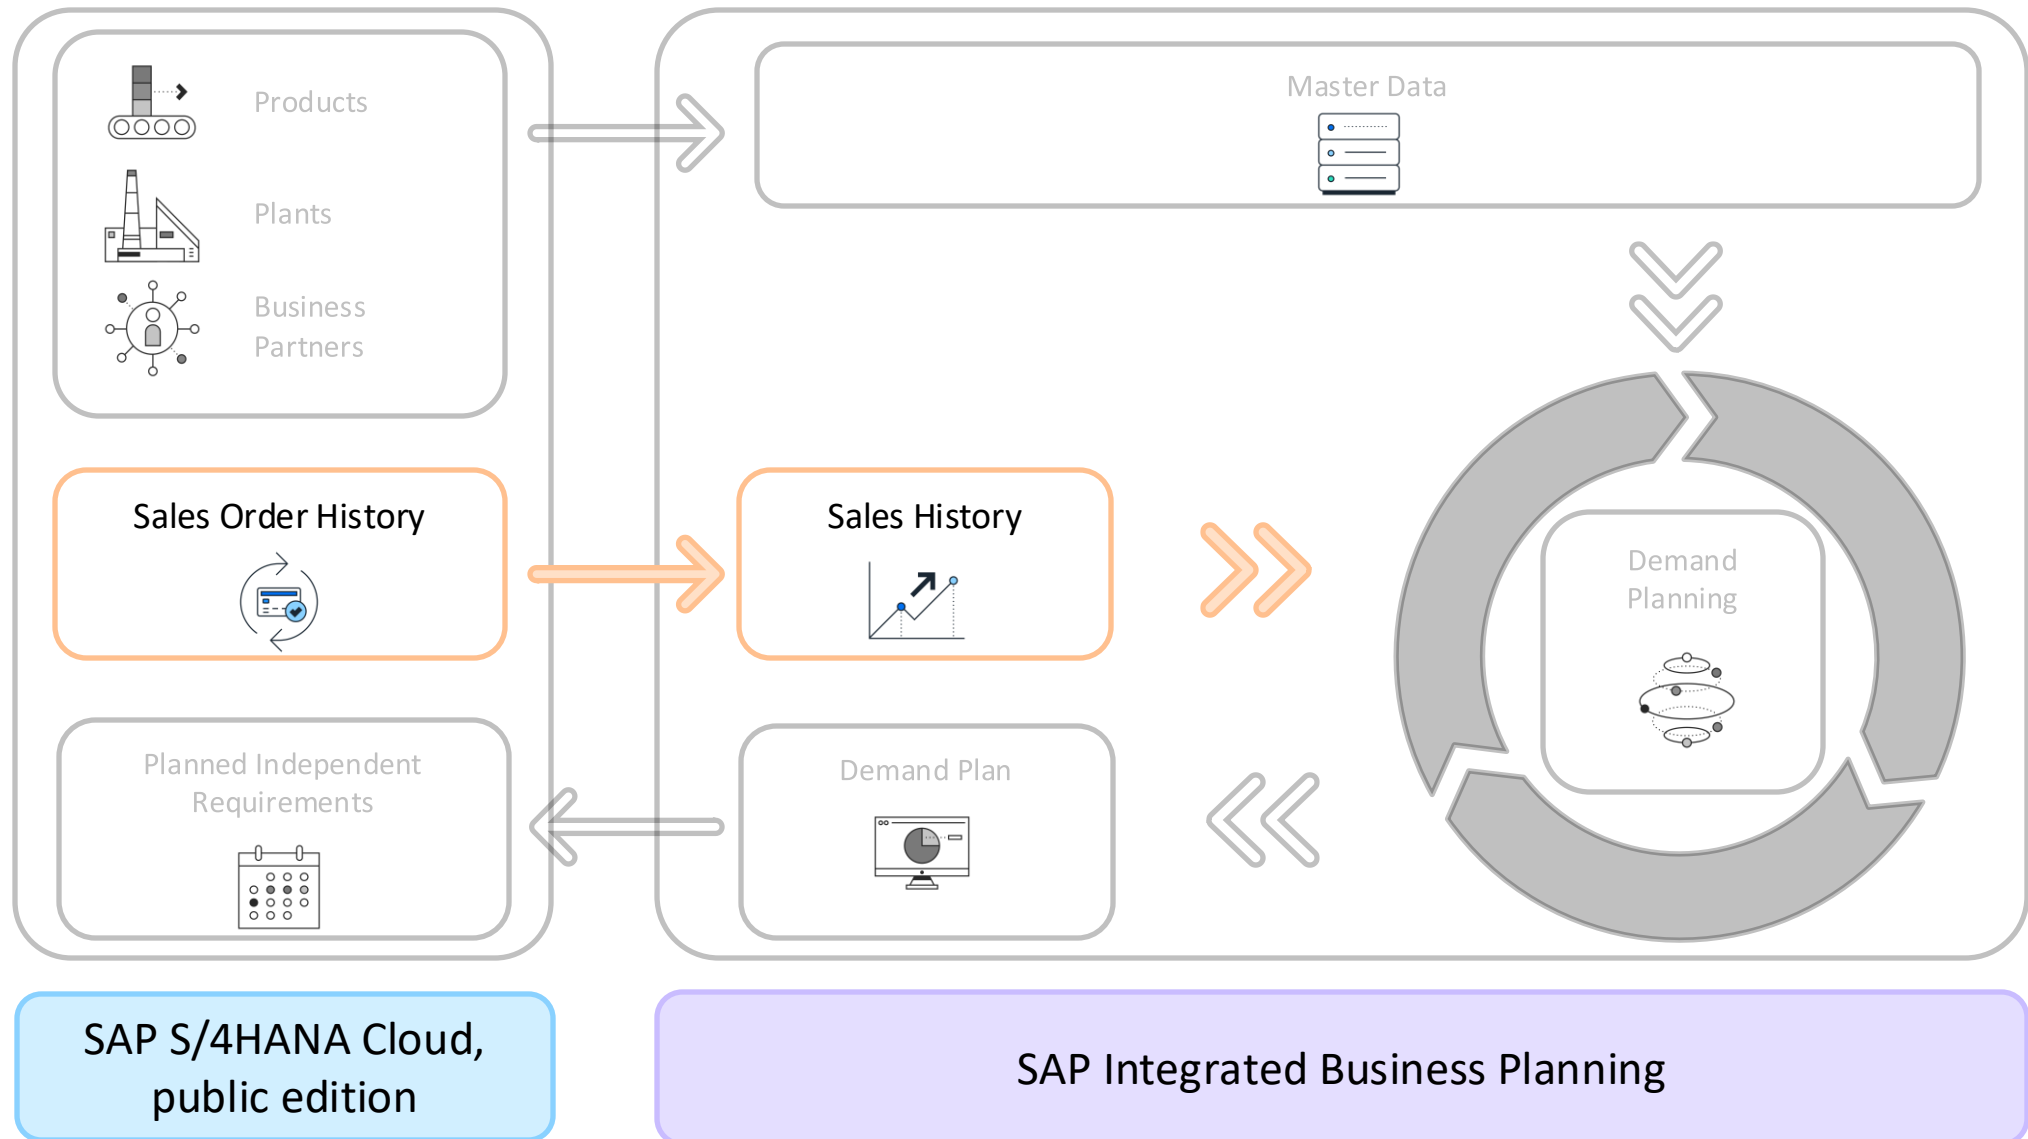 Products
Plants
Business
Partners
Master Data
Sales Order History
Sales History
Demand
Planning
Planned Independent
Requirements
Demand Plan
SAP S/4HANA Cloud,
public edition
SAP Integrated Business Planning